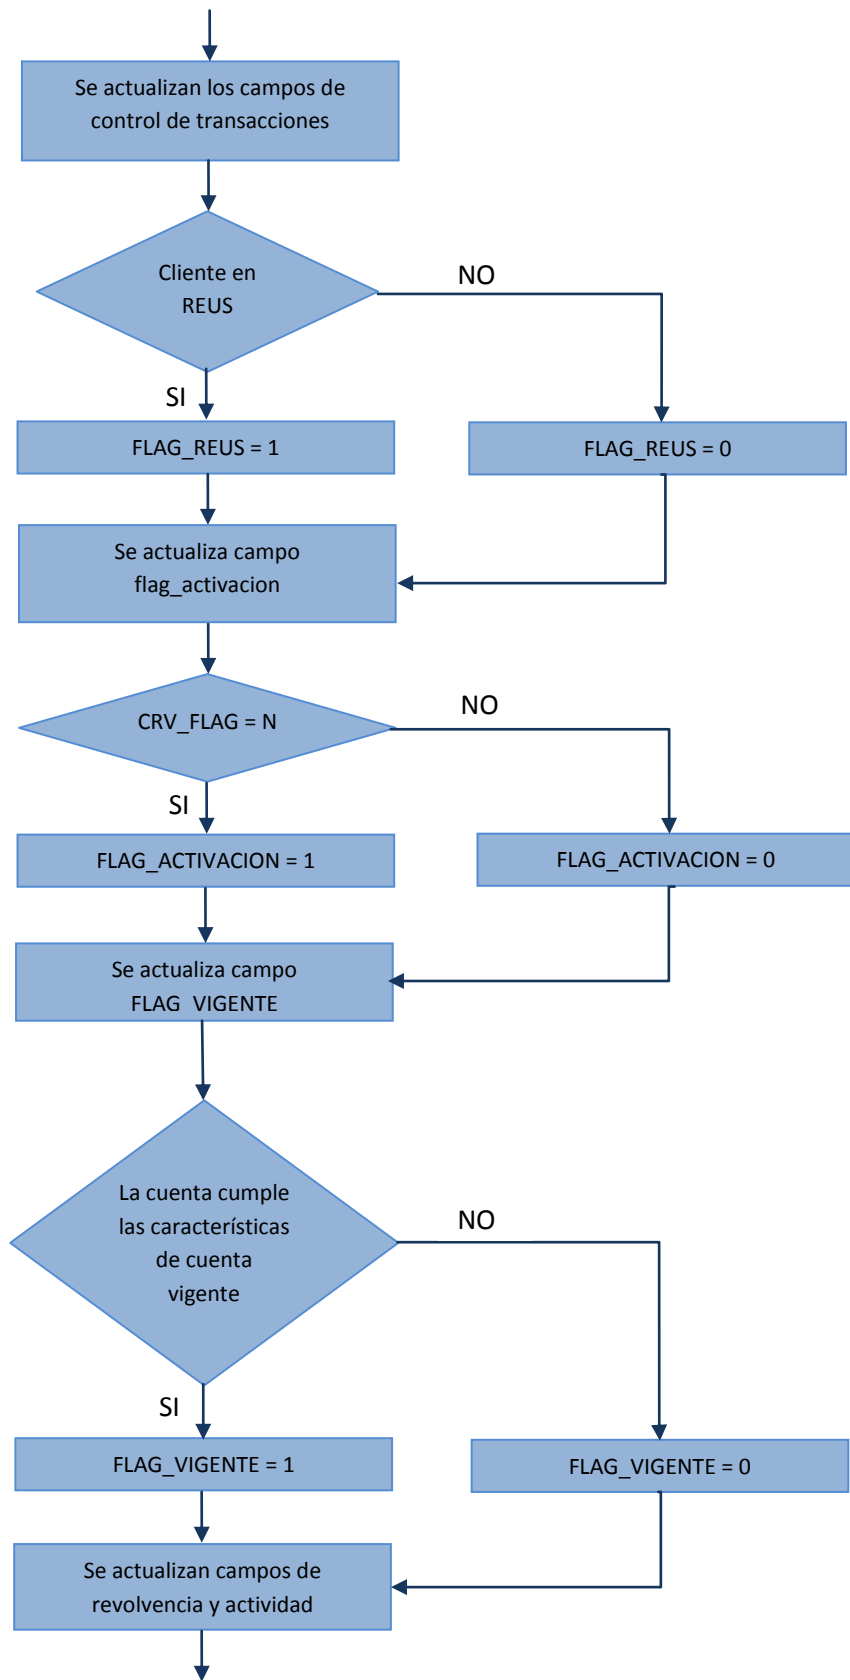 Se actualizan los campos de
control de transacciones
Cliente en
REUS
NO
SI
FLAG_REUS = 1
FLAG_REUS = 0
Se actualiza campo
flag_activacion
CRV_FLAG = N
NO
SI
FLAG_ACTIVACION = 1
FLAG_ACTIVACION = 0
Se actualiza campo
FLAG_VIGENTE
La cuenta cumple
las características
de cuenta
vigente
NO
SI
FLAG_VIGENTE = 1
FLAG_VIGENTE = 0
Se actualizan campos de
revolvencia y actividad